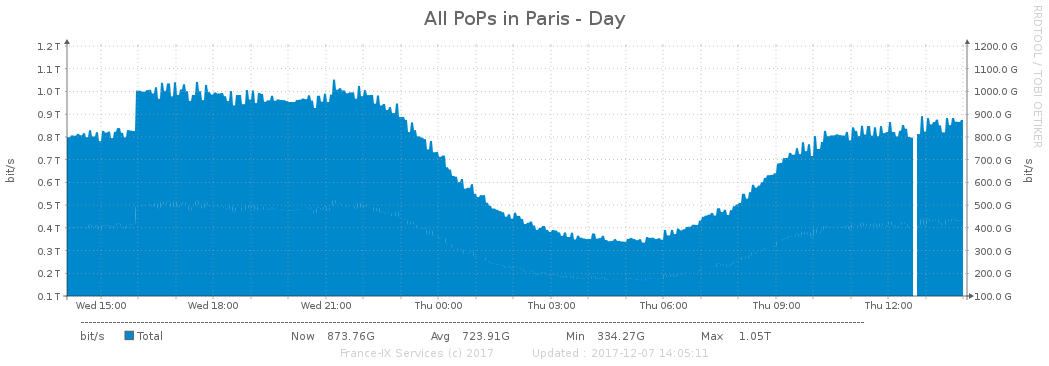 All PoPs in Paris - Day
RRDTOOL / TOBI OETIKER
bit/s
1.2 T
1.1 T
1.0 T
0.9 T
0.8 T
0.7 T
0.6 T
0.5 T
0.4 T
0.3 T
0.2 T
0.1 T
1200.0 G
1100.0 G
1000.0 G
900.0 G
800.0 G
700.0 G
600.0 G
500.0 G
400.0 G
300.0 G
200.0 G
100.0 G
bit/s
Wed 15:00 Wed 18:00 Wed 21:00 Thu 00:00 Thu 03:00 Thu 06:00 Thu 09:00 Thu 12:00
bit/s Total Now 873.76G Avg 723.91G Min 334.27G Max 1.05T
France-IX Services (c) 2017 Updated : 2017-12-07 14:05:11